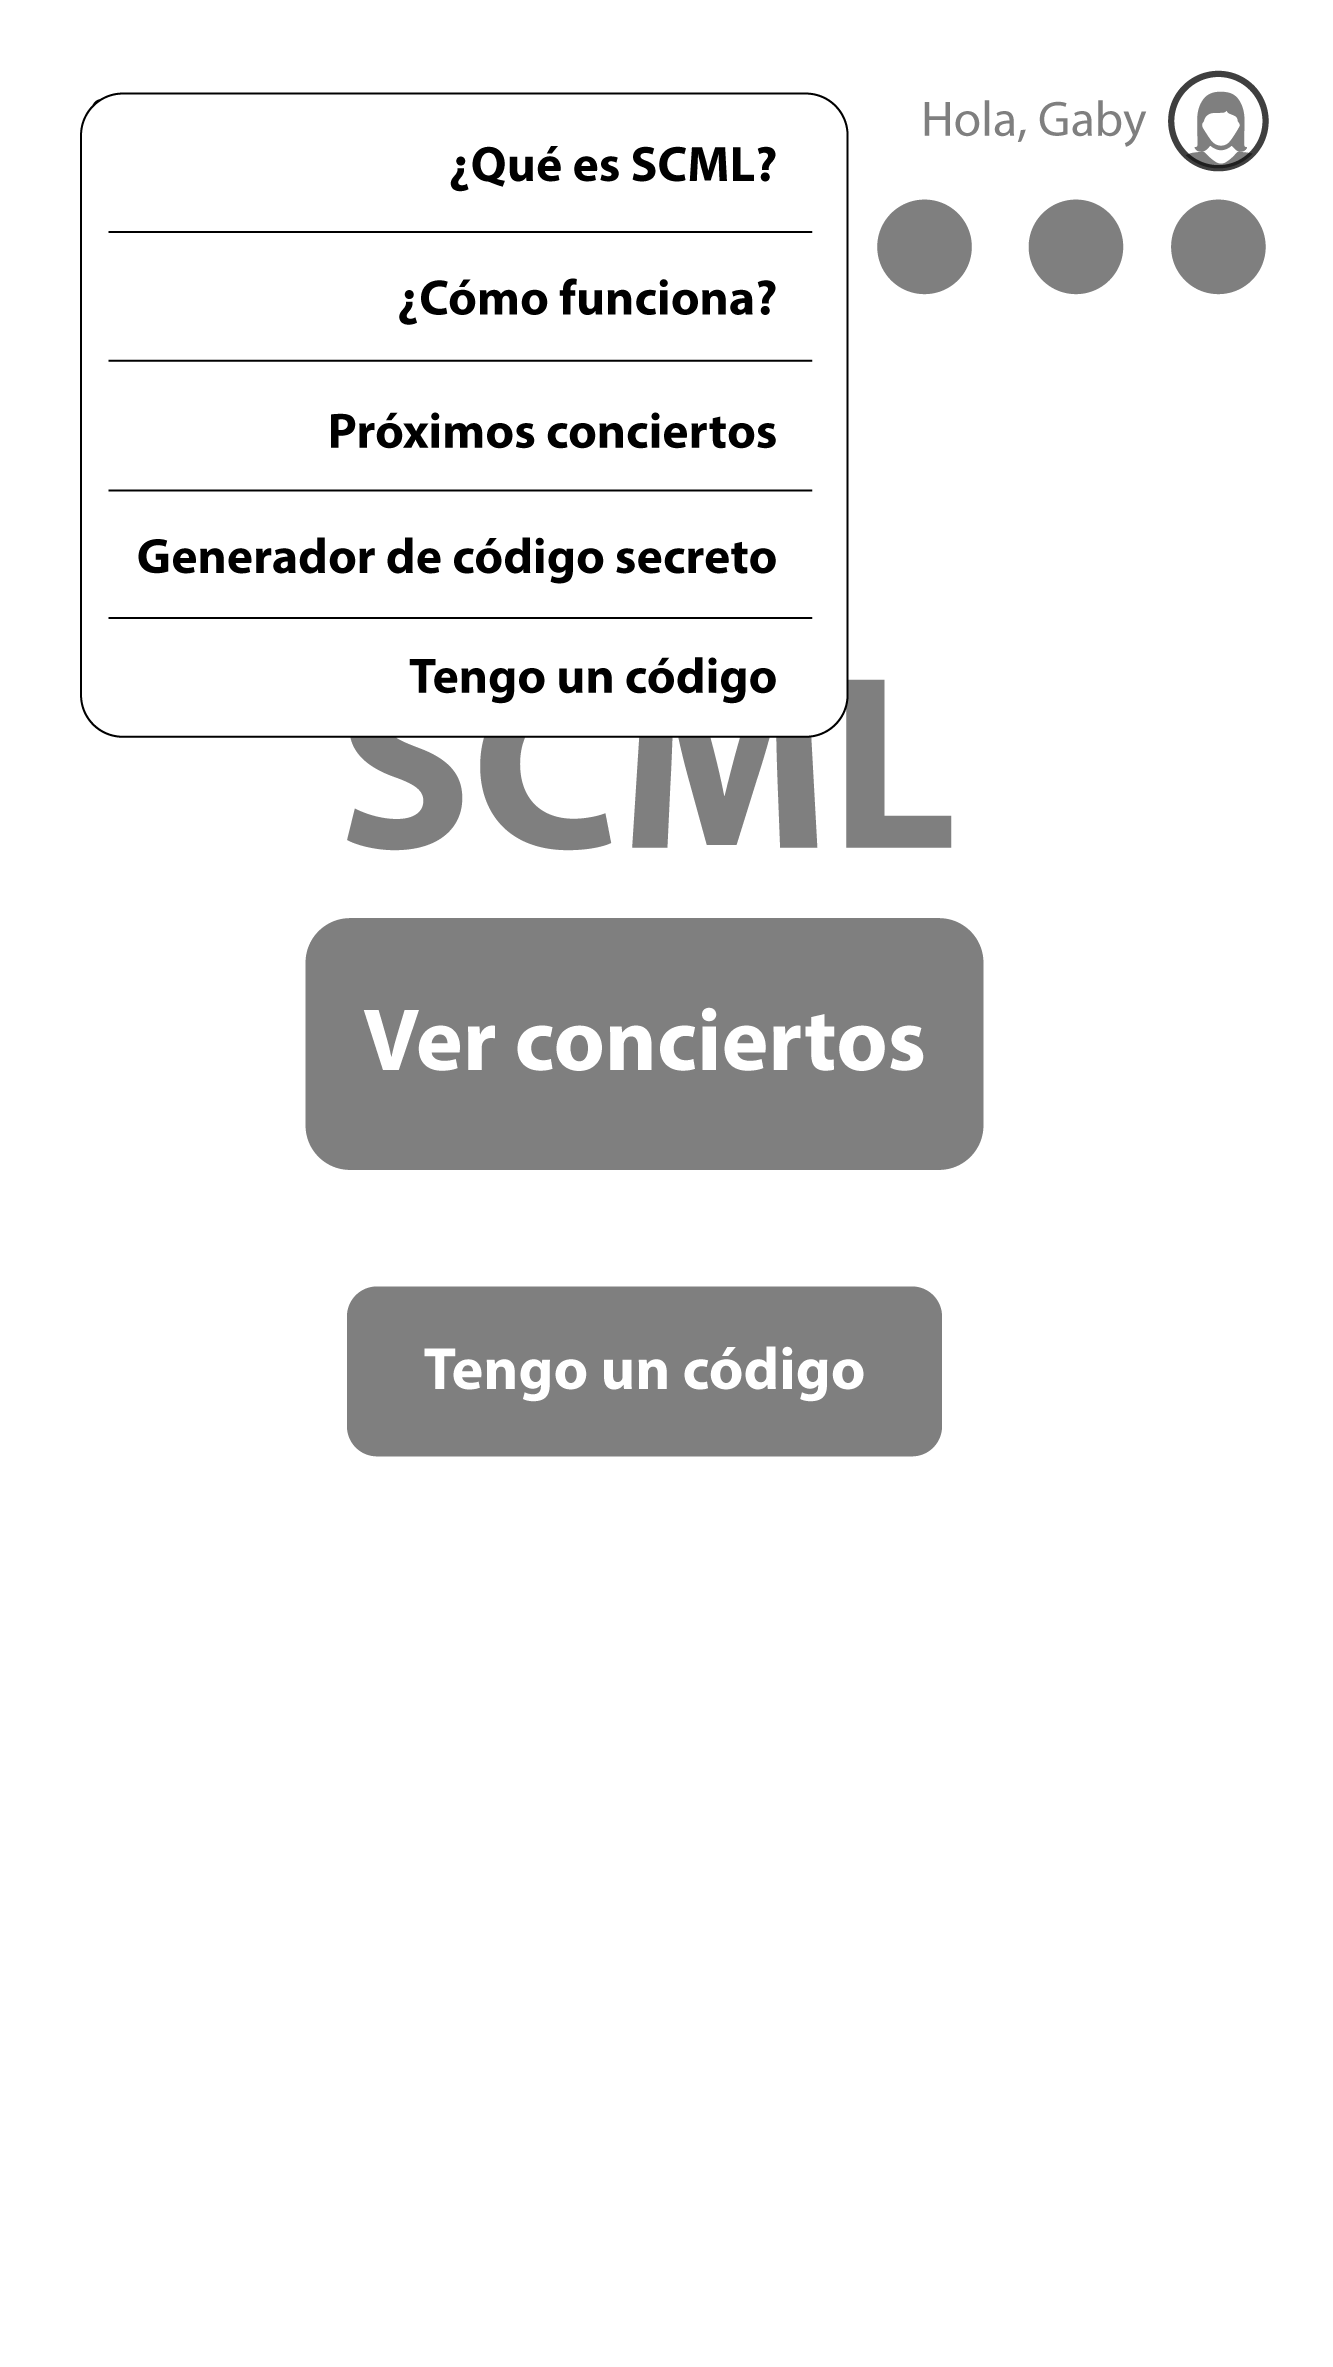 Hola, Gaby
¿Qué es SCML?
¿Cómo funciona?
Próximos conciertos
Generador de código secreto
Tengo un código
SCML
Ver conciertos
Tengo un código